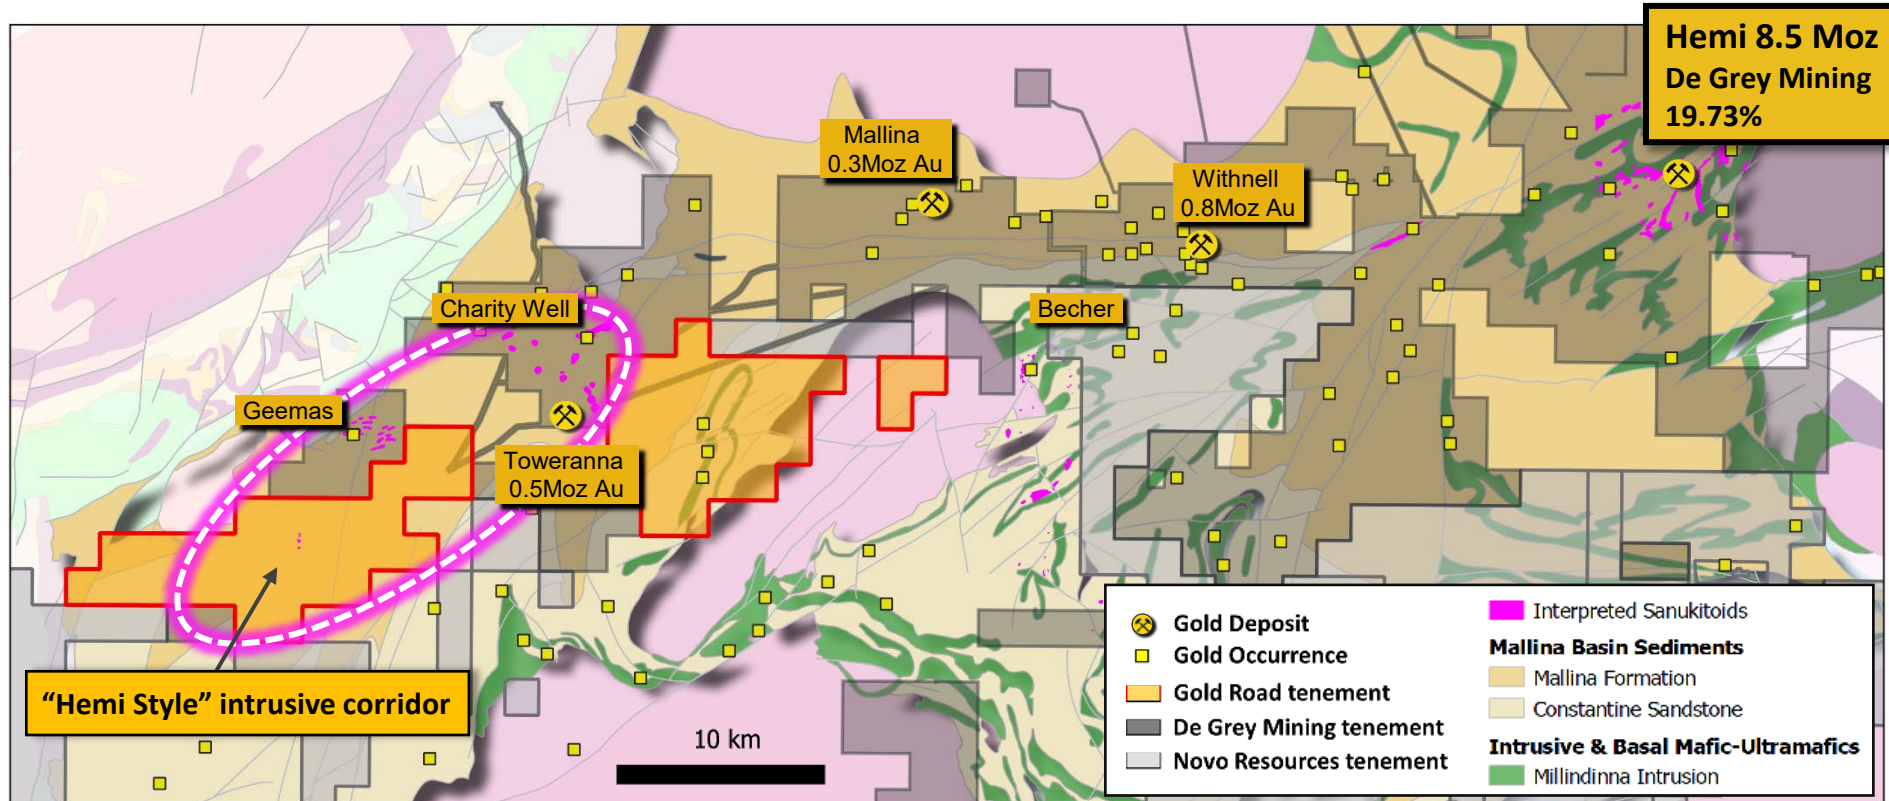 Hemi 8.5 Moz
De Grey Mining
19.73%
Mallina
0.3Moz Au
Withnell
0.8Moz Au
Charity Well
Becher
Geemas
Toweranna
0.5Moz Au
“Hemi Style” intrusive corridor
10 km
Gold Deposit
Gold Occurrence
Gold Road tenement
De Grey Mining tenement
Novo Resources tenement
Interpreted Sanukitoids
Mallina Basin Sediments
Mallina Formation
Constantine Sandstone
Intrusive & Basal Mafic-Ultramafics
Millindinna Intrusion